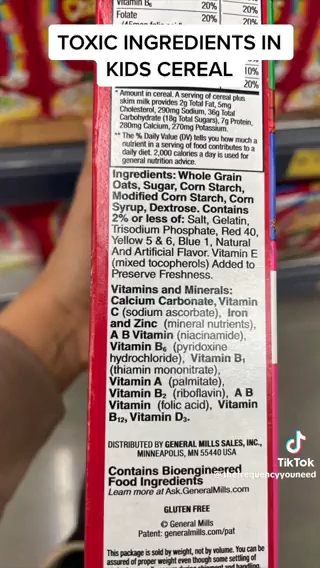 Vitamin B6 20% 20%
Folate 20% 20%
TOXIC INGREDIENTS IN
KIDS CEREAL
10%
20%
* Amount in cereal. A serving of cereal plus
skim milk provides 2g Total Fat, 5mg
Cholesterol, 290mg Sodium, 36g Total
Carbohydrate (18g Total Sugars), 7g Protein,
280mg Calcium, 270mg Potassium.
** The % Daily Value (DV) tells you how much a
nutrient in a serving of food contributes to a
daily diet. 2,000 calories a day is used for
general nutrition advice.
Ingredients: Whole Grain
Oats, Sugar, Corn Starch,
Modified Corn Starch, Corn
Syrup, Dextrose. Contains
2% or less of: Salt, Gelatin,
Trisodium Phosphate, Red 40,
Yellow 5 & 6, Blue 1, Natural
And Artificial Flavor. Vitamin E
(mixed tocopherols) Added to
Preserve Freshness.
Vitamins and Minerals:
Calcium Carbonate, Vitamin
C (sodium ascorbate), Iron
and Zinc (mineral nutrients),
A B Vitamin (niacinamide),
Vitamin B6 (pyridoxine
hydrochloride), Vitamin B1
(thiamin mononitrate),
Vitamin A (palmitate),
Vitamin B2 (riboflavin), A B
Vitamin (folic acid), Vitamin
B12, Vitamin D3.
DISTRIBUTED BY GENERAL MILLS SALES, INC.,
MINNEAPOLIS, MN 55440 USA
TikTok
@thefrequencyyouneed
Contains Bioengineered
Food Ingredients
Learn more at Ask.GeneralMills.com
GLUTEN FREE
© General Mills
Patent: generalmills.com/pat
This package is sold by weight, not by volume. You can be
assured of proper weight even though some settling of